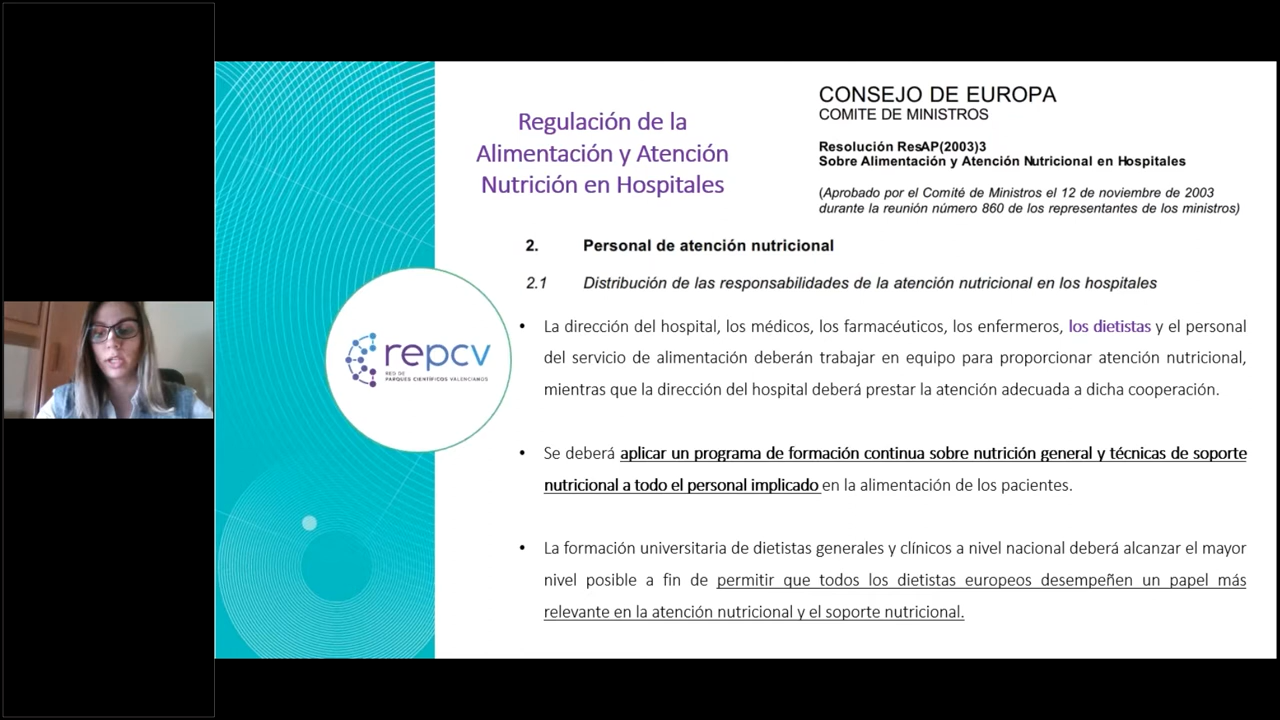 Regulación de la
Alimentación y Atención
Nutrición en Hospitales
CONSEJO DE EUROPA
COMITE DE MINISTROS
Resolución ResAP(2003)3
Sobre Alimentación y Atención Nutricional en Hospitales
(Aprobado por el Comité de Ministros el 12 de noviembre de 2003
durante la reunión número 860 de los representantes de los ministros)
2. Personal de atención nutricional
2.1 Distribución de las responsabilidades de la atención nutricional en los hospitales
• La dirección del hospital, los médicos, los farmacéuticos, los enfermeros, los dietistas y el personal
del servicio de alimentación deberán trabajar en equipo para proporcionar atención nutricional,
mientras que la dirección del hospital deberá prestar la atención adecuada a dicha cooperación.
• Se deberá aplicar un programa de formación continua sobre nutrición general y técnicas de soporte
nutricional a todo el personal implicado en la alimentación de los pacientes.
• La formación universitaria de dietistas generales y clínicos a nivel nacional deberá alcanzar el mayor
nivel posible a fin de permitir que todos los dietistas europeos desempeñen un papel más
relevante en la atención nutricional y el soporte nutricional.
repcv
RED DE
PARQUES CIENTÍFICOS VALENCIANOS